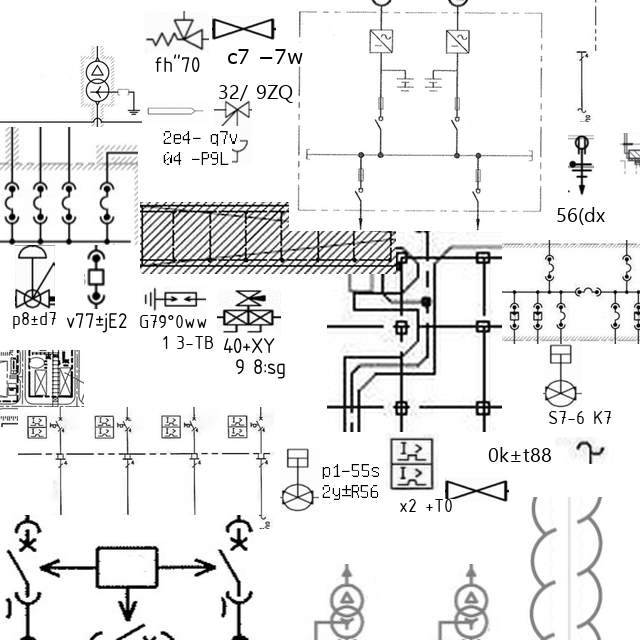 fh"70
c7 −7w
32/ 9ZQ
2e4− q7v
04 −P9L
56(dx
p8±d7
v77±jE2
G79°0ww
1 3-TB
40+XY
9 8:sg
S7-6 K7
0k±t88
p1-55s
2y±R56
x2 +T0